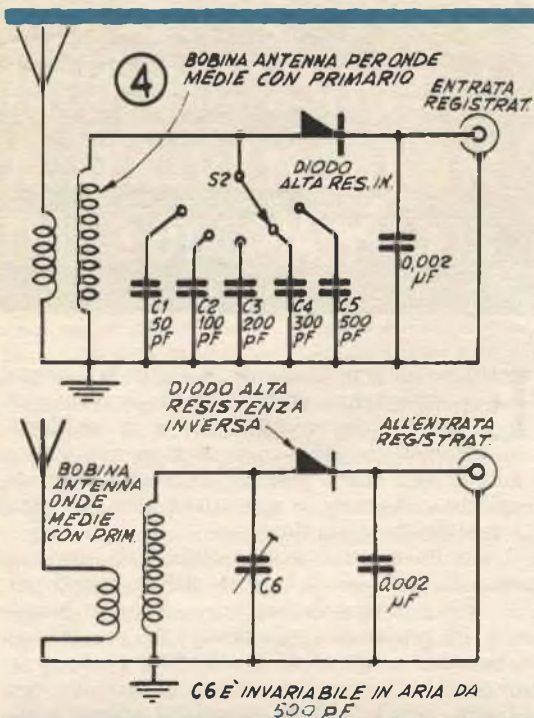 4
BOBINA ANTENNA PER ONDE
MEDIE CON PRIMARIO
ENTRATA
REGISTRAT.
S2
DIODO
ALTA RES. IN.
0,002
µF
C1
50
PF
C2
100
PF
C3
200
PF
C4
300
PF
C5
500
PF
DIODO ALTA
RESISTENZA
INVERSA
ALL'ENTRATA
REGISTRAT.
BOBINA
ANTENNA
ONDE
MEDIE
CON PRIM.
C6
0,002
µF
C6 È INVARIABILE IN ARIA DA
500 PF